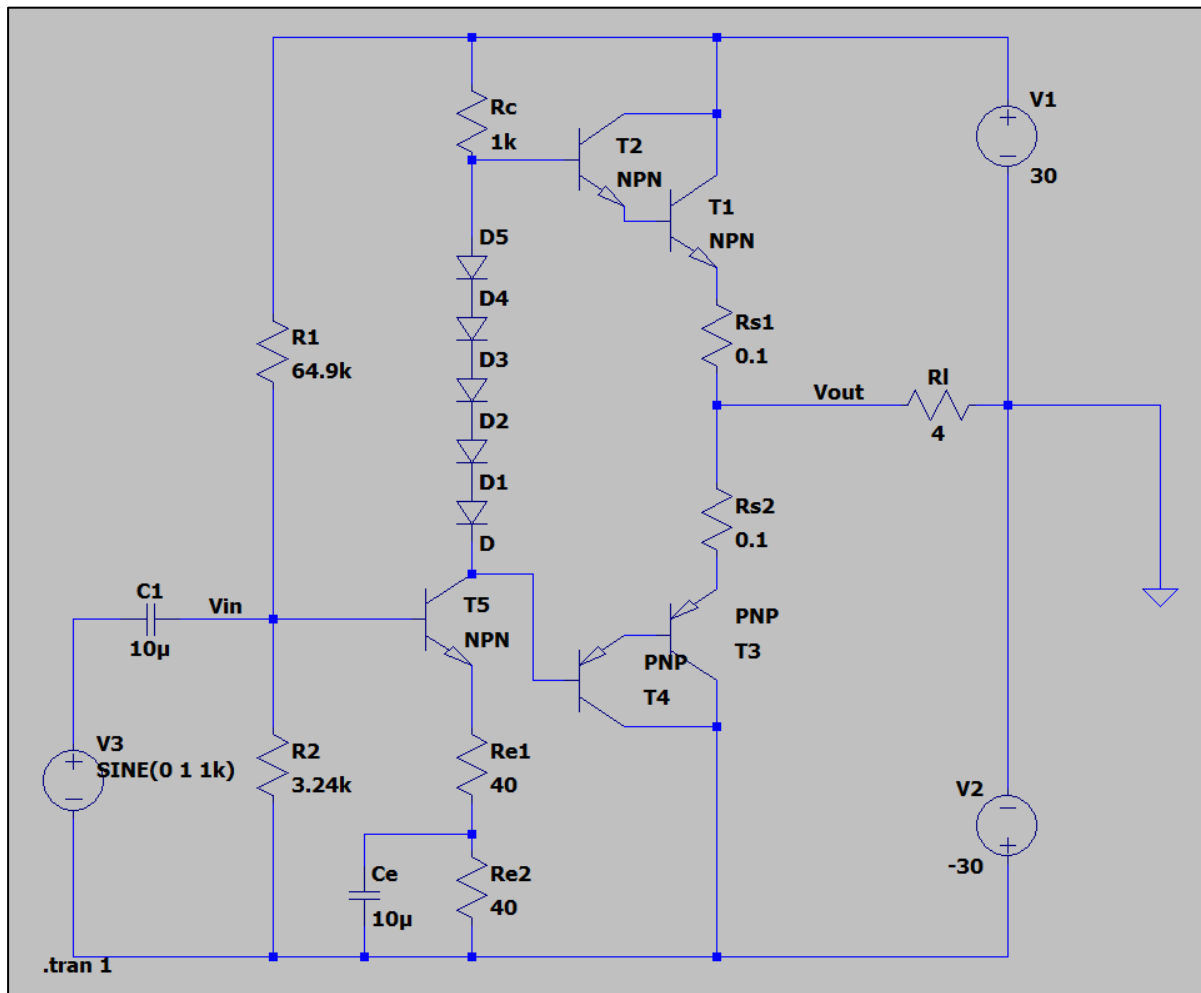 Rc
1k
T2
NPN
T1
NPN
V1
30
D5
D4
D3
D2
D1
D
R1
64.9k
Rs1
0.1
Vout
Rl
4
Rs2
0.1
C1
10µ
Vin
T5
NPN
PNP
T3
PNP
T4
V3
SINE(0 1 1k)
R2
3.24k
Re1
40
V2
-30
Ce
10µ
Re2
40
.tran 1